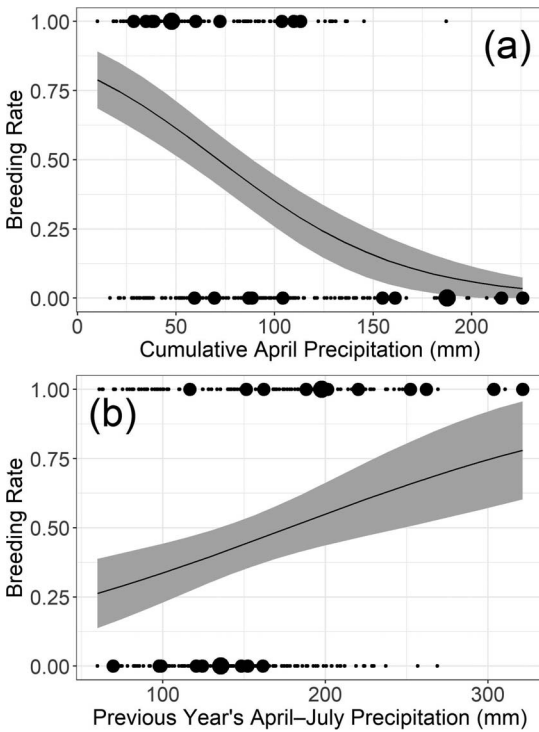 1.00
0.75
0.50
0.25
0.00
Breeding Rate
(a)
0 50 100 150 200
Cumulative April Precipitation (mm)
1.00
0.75
0.50
0.25
0.00
Breeding Rate
(b)
100 200 300
Previous Year's April–July Precipitation (mm)